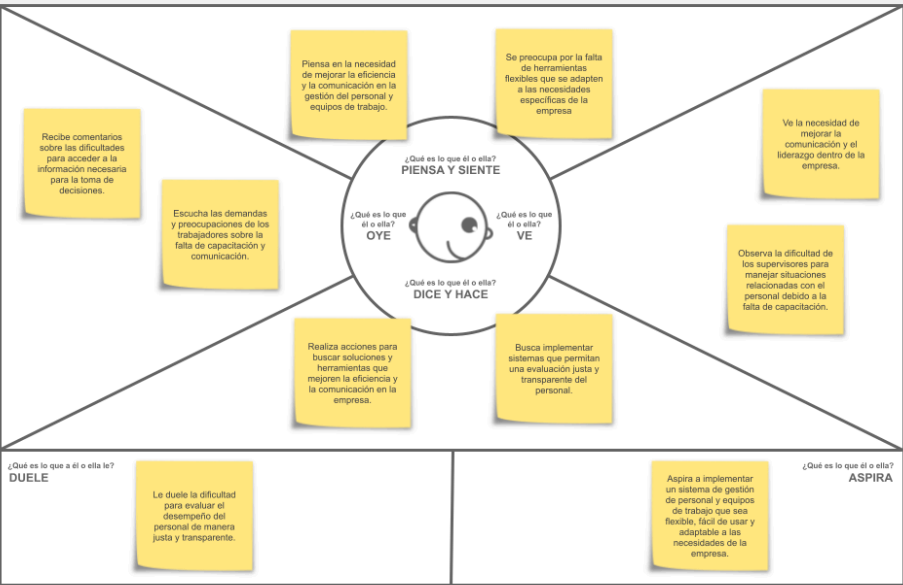 Piensa en la necesidad
de mejorar la eficiencia
y la comunicación en la
gestión del personal y
equipos de trabajo.
Se preocupa por la falta
de herramientas
flexibles que se adapten
a las necesidades
específicas de la
empresa
Recibe comentarios
sobre las dificultades
para acceder a la
información necesaria
para la toma de
decisiones.
Escucha las demandas
y preocupaciones de los
trabajadores sobre la
falta de capacitación y
comunicación.
¿Qué es lo que él o ella?
PIENSA Y SIENTE
¿Qué es lo que
él o ella?
OYE
¿Qué es lo que
él o ella?
VE
¿Qué es lo que él o ella?
DICE Y HACE
Ve la necesidad de
mejorar la
comunicación y el
liderazgo dentro de la
empresa.
Observa la dificultad de
los supervisores para
manejar situaciones
relacionadas con el
personal debido a la
falta de capacitación.
Realiza acciones para
buscar soluciones y
herramientas que
mejoren la eficiencia y
la comunicación en la
empresa.
Busca implementar
sistemas que permitan
una evaluación justa y
transparente del
personal.
¿Qué es lo que a él o ella le?
DUELE
Le duele la dificultad
para evaluar el
desempeño del
personal de manera
justa y transparente.
¿Qué es lo que él o ella?
ASPIRA
Aspira a implementar
un sistema de gestión
de personal y equipos
de trabajo que sea
flexible, fácil de usar y
adaptable a las
necesidades de la
empresa.